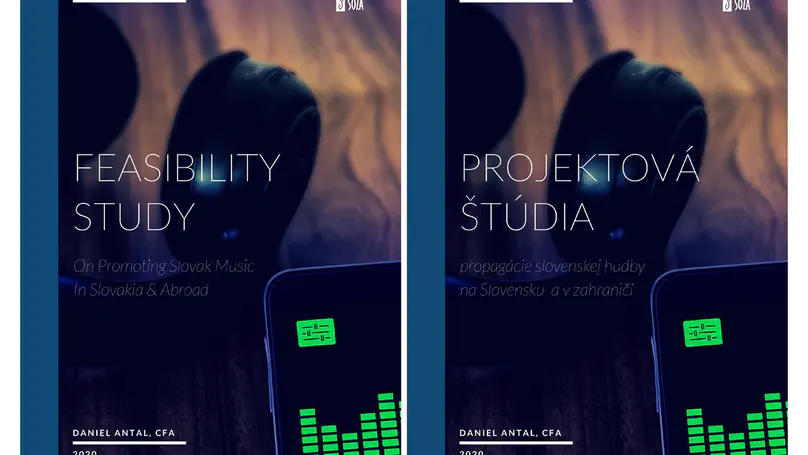 SOZA
FEASIBILITY
STUDY
On Promoting Slovak Music
In Slovakia & Abroad
DANIEL ANTAL, CFA
2020
SOZA
PROJEKTOVÁ
ŠTÚDIA
propagácie slovenskej hudby
na Slovensku a v zahraničí
DANIEL ANTAL, CFA
2020